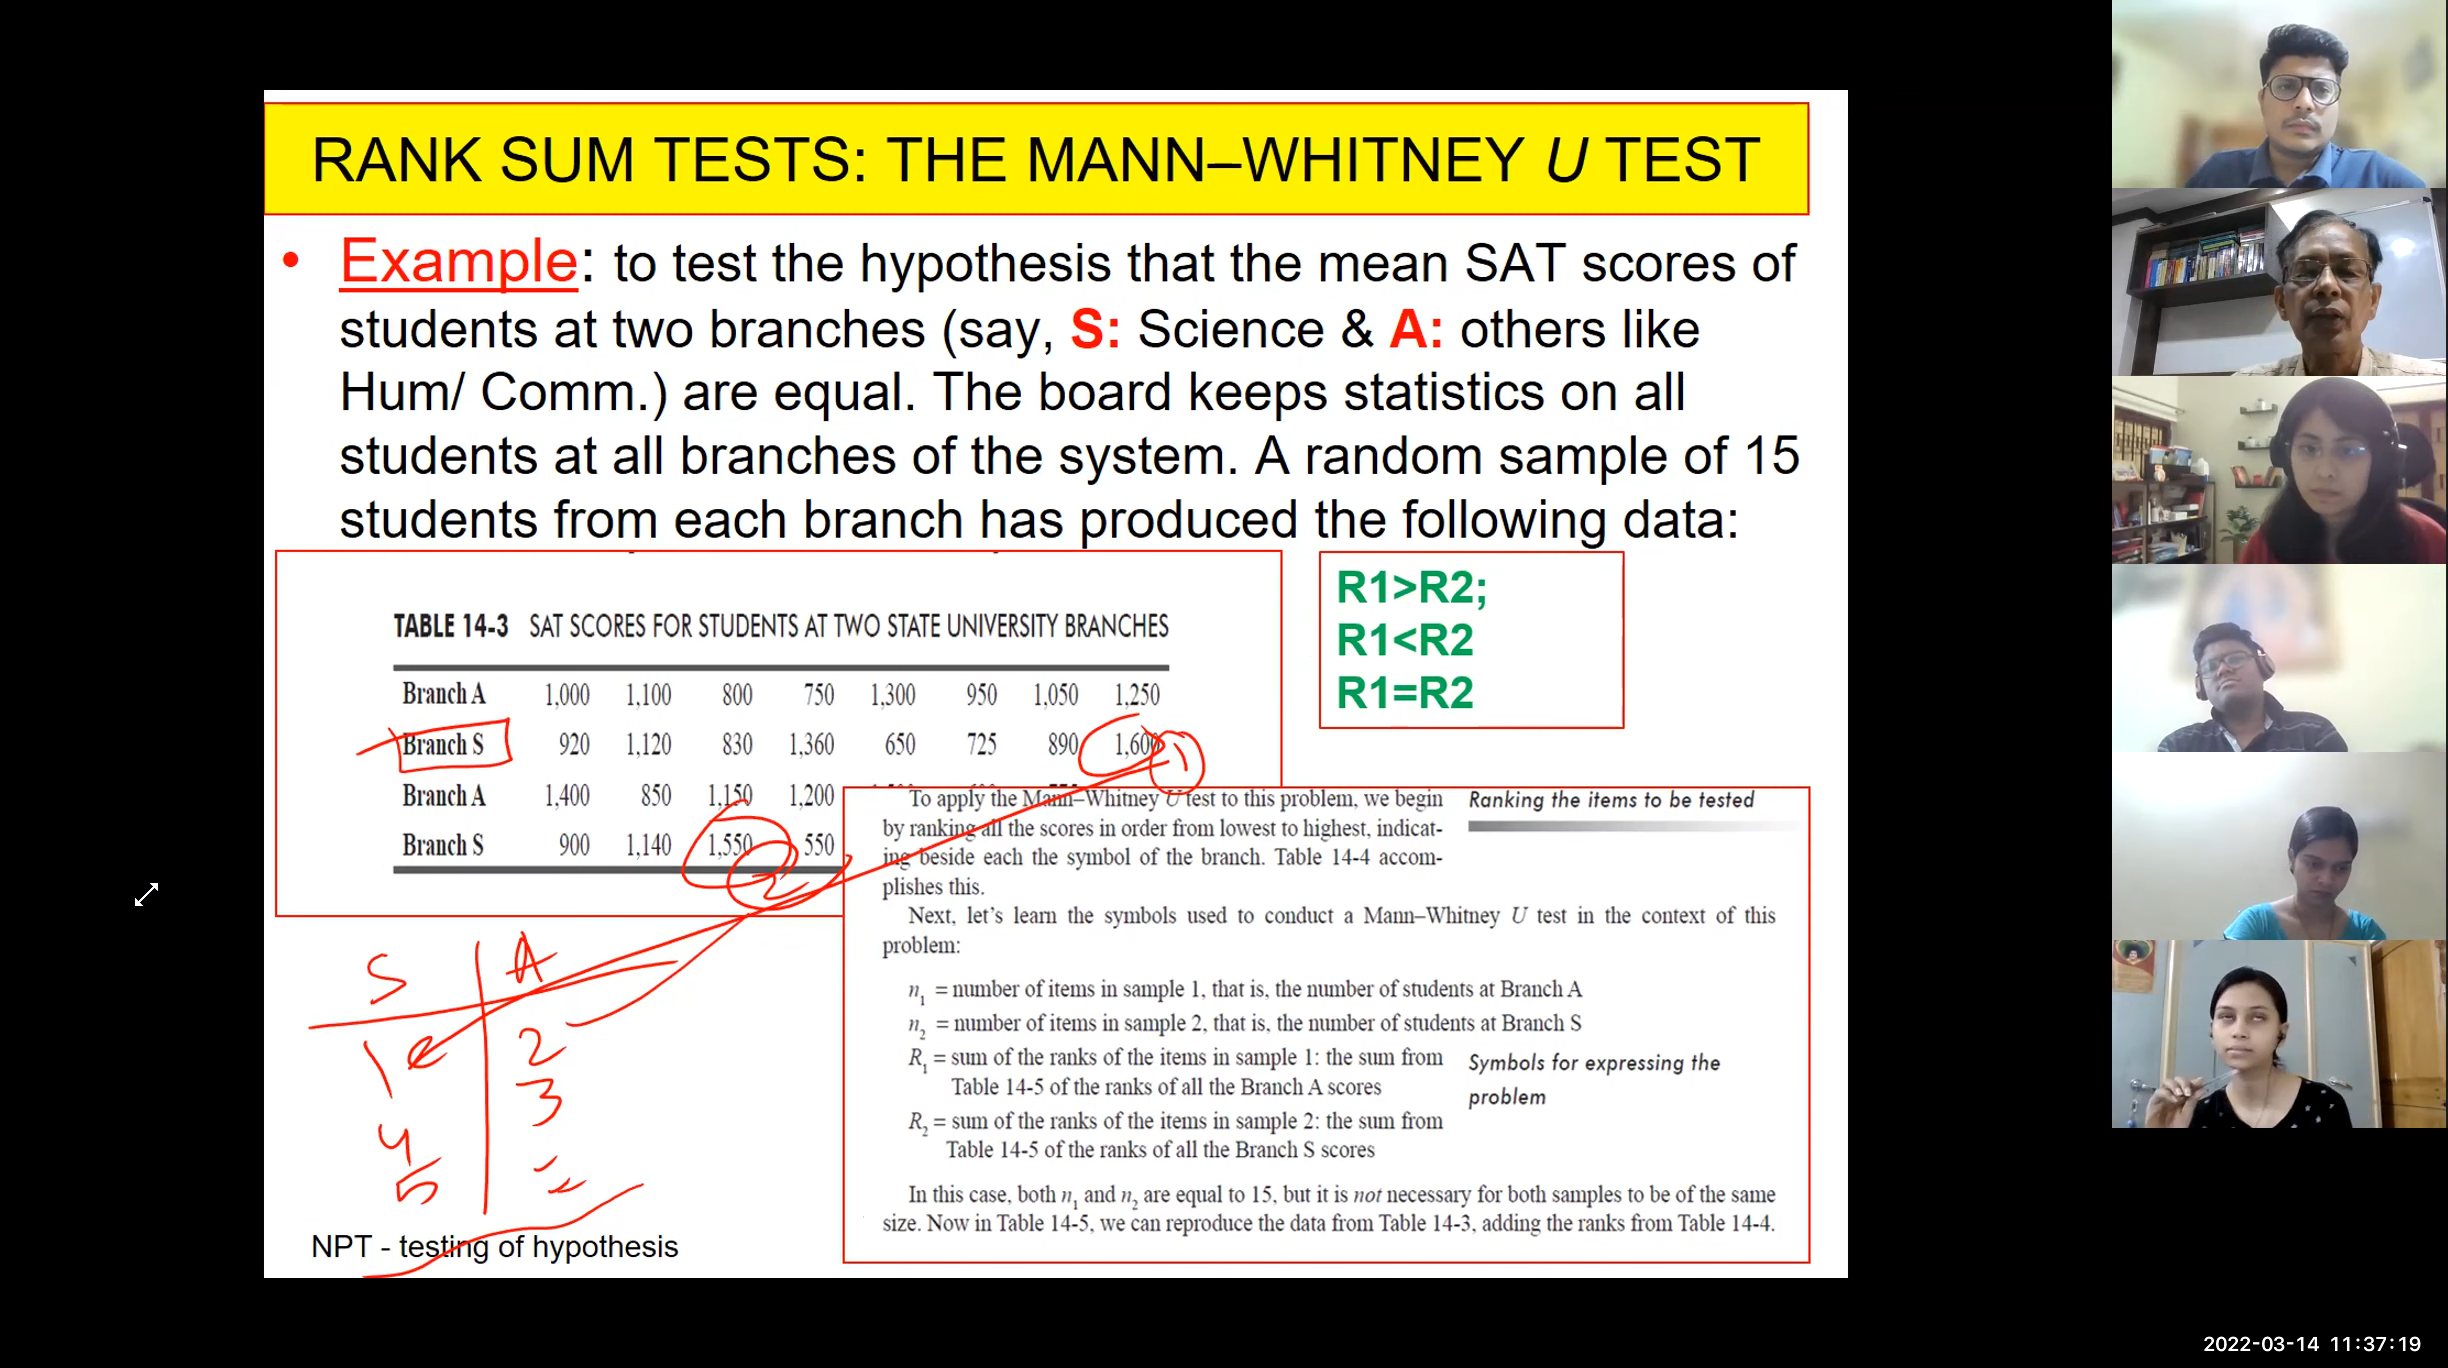 RANK SUM TESTS: THE MANN–WHITNEY U TEST
• Example: to test the hypothesis that the mean SAT scores of
students at two branches (say, S: Science & A: others like
Hum/ Comm.) are equal. The board keeps statistics on all
students at all branches of the system. A random sample of 15
students from each branch has produced the following data:
TABLE 14-3 SAT SCORES FOR STUDENTS AT TWO STATE UNIVERSITY BRANCHES
Branch A 1,000 1,100 800 750 1,300 950 1,050 1,250
Branch S 920 1,120 830 1,360 650 725 890 1,600
Branch A 1,400 850 1,150 1,200
Branch S 900 1,140 1,550 550
R1>R2;
R1<R2
R1=R2
1
2
To apply the Mann–Whitney U test to this problem, we begin
by ranking all the scores in order from lowest to highest, indicat-
ing beside each the symbol of the branch. Table 14-4 accom-
plishes this.
Ranking the items to be tested
Next, let's learn the symbols used to conduct a Mann–Whitney U test in the context of this
problem:
n1 = number of items in sample 1, that is, the number of students at Branch A
n2 = number of items in sample 2, that is, the number of students at Branch S
R1 = sum of the ranks of the items in sample 1: the sum from
Table 14-5 of the ranks of all the Branch A scores
R2 = sum of the ranks of the items in sample 2: the sum from
Table 14-5 of the ranks of all the Branch S scores
Symbols for expressing the
problem
In this case, both n1 and n2 are equal to 15, but it is not necessary for both samples to be of the same
size. Now in Table 14-5, we can reproduce the data from Table 14-3, adding the ranks from Table 14-4.
S A
1 2
3
4
5
NPT - testing of hypothesis
2022-03-14 11:37:19